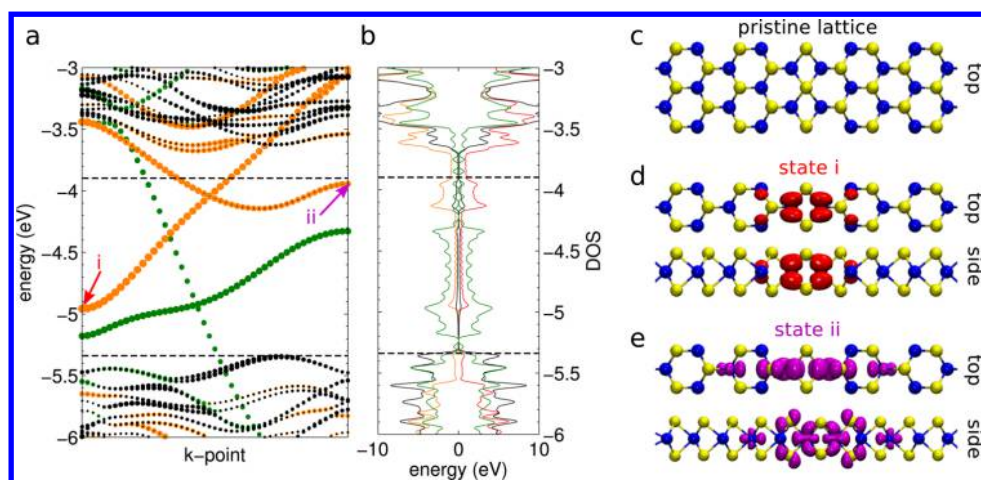 a
b
c
pristine lattice
top
-3
-3.5
-4
-4.5
-5
-5.5
-6
energy (eV)
k-point
i
ii
-3
-3.5
-4
-4.5
-5
-5.5
-6
DOS
-10
-5
0
5
10
energy (eV)
d
state i
top
side
e
state ii
top
side